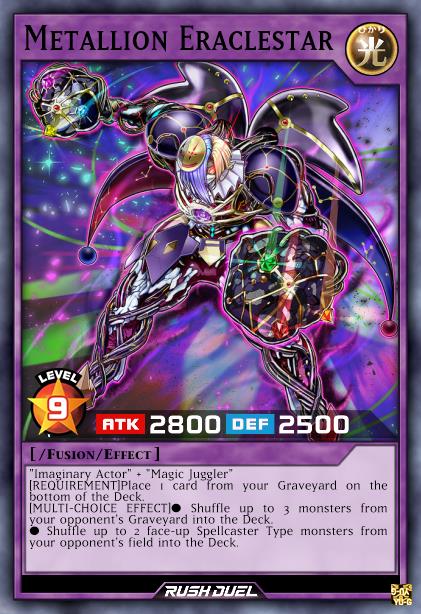 METALLION ERACLESTAR
ひかり
光
LEVEL
9
ATK 2800 DEF 2500
[/FUSION/EFFECT]
"Imaginary Actor" + "Magic Juggler"
[REQUIREMENT]Place 1 card from your Graveyard on the
bottom of the Deck.
[MULTI-CHOICE EFFECT]● Shuffle up to 3 monsters from
your opponent's Graveyard into the Deck.
● Shuffle up to 2 face-up Spellcaster Type monsters from
your opponent's field into the Deck.
RUSH DUEL